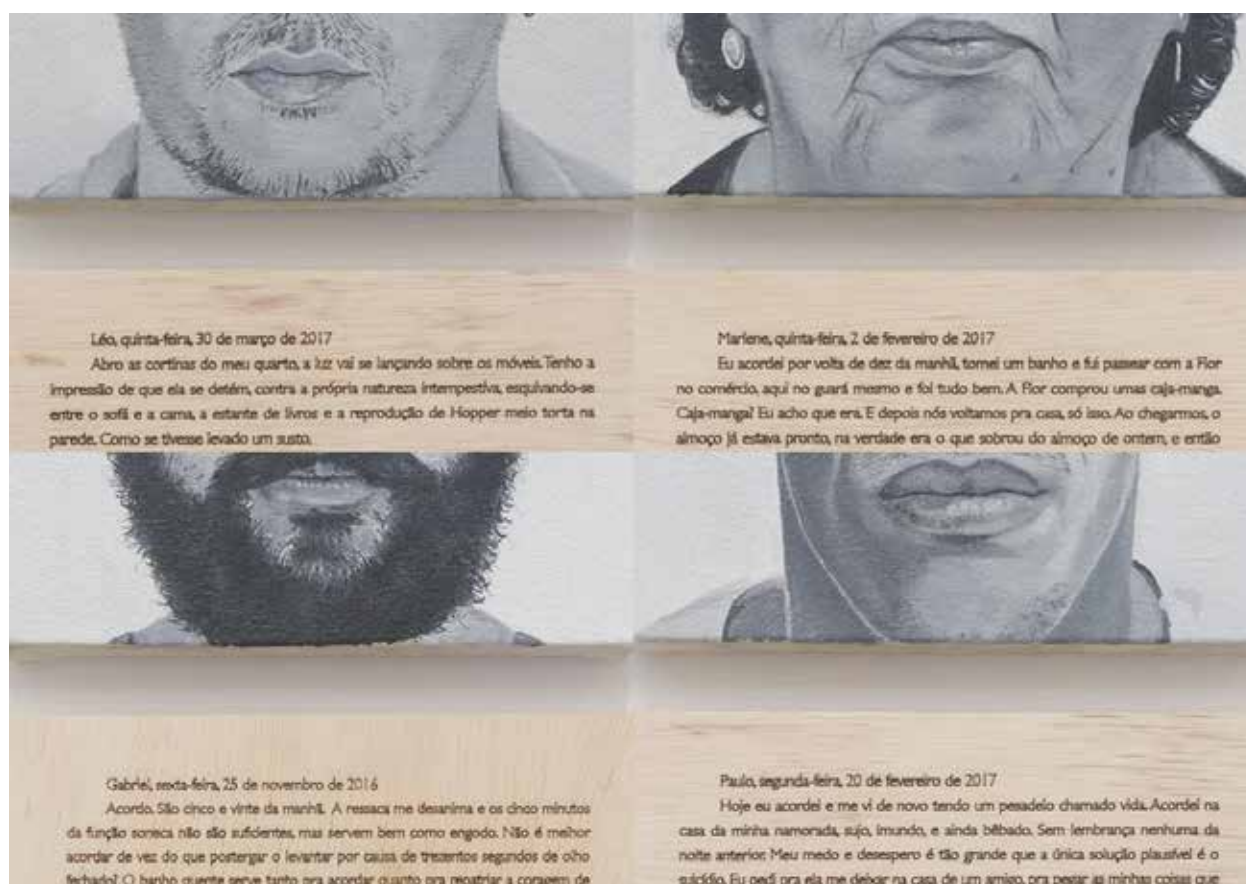 Léo, quinta-feira, 30 de março de 2017
Abro as cortinas do meu quarto, a luz vai se lançando sobre os móveis. Tenho a
impressão de que ela se detém, contra a própria natureza intempestiva, esquivando-se
entre o sofá e a cama, a estante de livros e a reprodução de Hopper meio torta na
parede. Como se tivesse levado um susto.
Marlene, quinta-feira, 2 de fevereiro de 2017
Eu acordei por volta de dez da manhã, tomei um banho e fui passear com a Flor
no comércio, aqui no guará mesmo e foi tudo bem. A Flor comprou umas caja-manga.
Caja-manga? Eu acho que era. E depois nós voltamos pra casa, só isso. Ao chegarmos, o
almoço já estava pronto, na verdade era o que sobrou do almoço de ontem, e então
Gabriel, sexta-feira, 25 de novembro de 2016
Acordo. São cinco e vinte da manhã. A ressaca me desanima e os cinco minutos
da função soneca não são suficientes, mas servem bem como engodo. Não é melhor
acordar de vez do que postergar o levantar por causa de trezentos segundos de olho
fechado? O banho quente serve tanto pra acordar quanto pra repatriar a coragem de
Paulo, segunda-feira, 20 de fevereiro de 2017
Hoje eu acordei e me vi de novo tendo um pesadelo chamado vida. Acordei na
casa da minha namorada, sujo, imundo, e ainda bêbado. Sem lembrança nenhuma da
noite anterior. Meu medo e desespero é tão grande que a única solução plausível é o
suicídio. Eu pedi pra ela me deixar na casa de um amigo, pra pegar as minhas coisas que